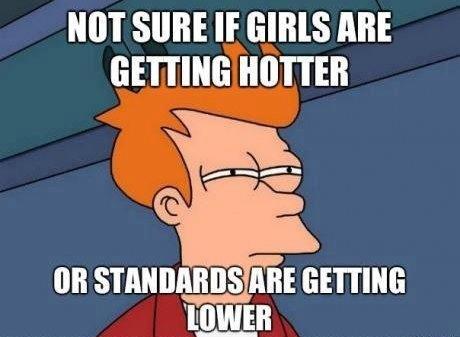 NOT SURE IF GIRLS ARE
GETTING HOTTER
OR STANDARDS ARE GETTING
LOWER